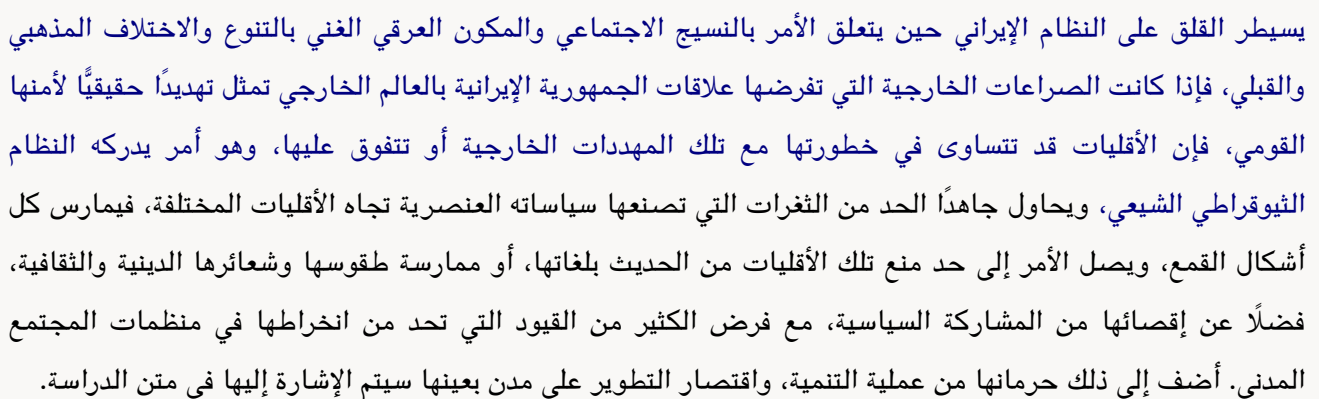 يسيطر القلق على النظام الإيراني حين يتعلق الأمر بالنسيج الاجتماعي والمكون العرقي الغني بالتنوع والاختلاف المذهبي
والقبلي، فإذا كانت الصراعات الخارجية التي تفرضها علاقات الجمهورية الإيرانية بالعالم الخارجي تمثل تهديدًا حقيقيًّا لأمنها
القومي، فإن الأقليات قد تتساوى في خطورتها مع تلك المهددات الخارجية أو تتفوق عليها، وهو أمر يدركه النظام
الثيوقراطي الشيعي، ويحاول جاهدًا الحد من الثغرات التي تصنعها سياساته العنصرية تجاه الأقليات المختلفة، فيمارس كل
أشكال القمع، ويصل الأمر إلى حد منع تلك الأقليات من الحديث بلغاتها، أو ممارسة طقوسها وشعائرها الدينية والثقافية،
فضلًا عن إقصائها من المشاركة السياسية، مع فرض الكثير من القيود التي تحد من انخراطها في منظمات المجتمع
المدني. أضف إلى ذلك حرمانها من عملية التنمية، واقتصار التطوير على مدن بعينها سيتم الإشارة إليها في متن الدراسة.